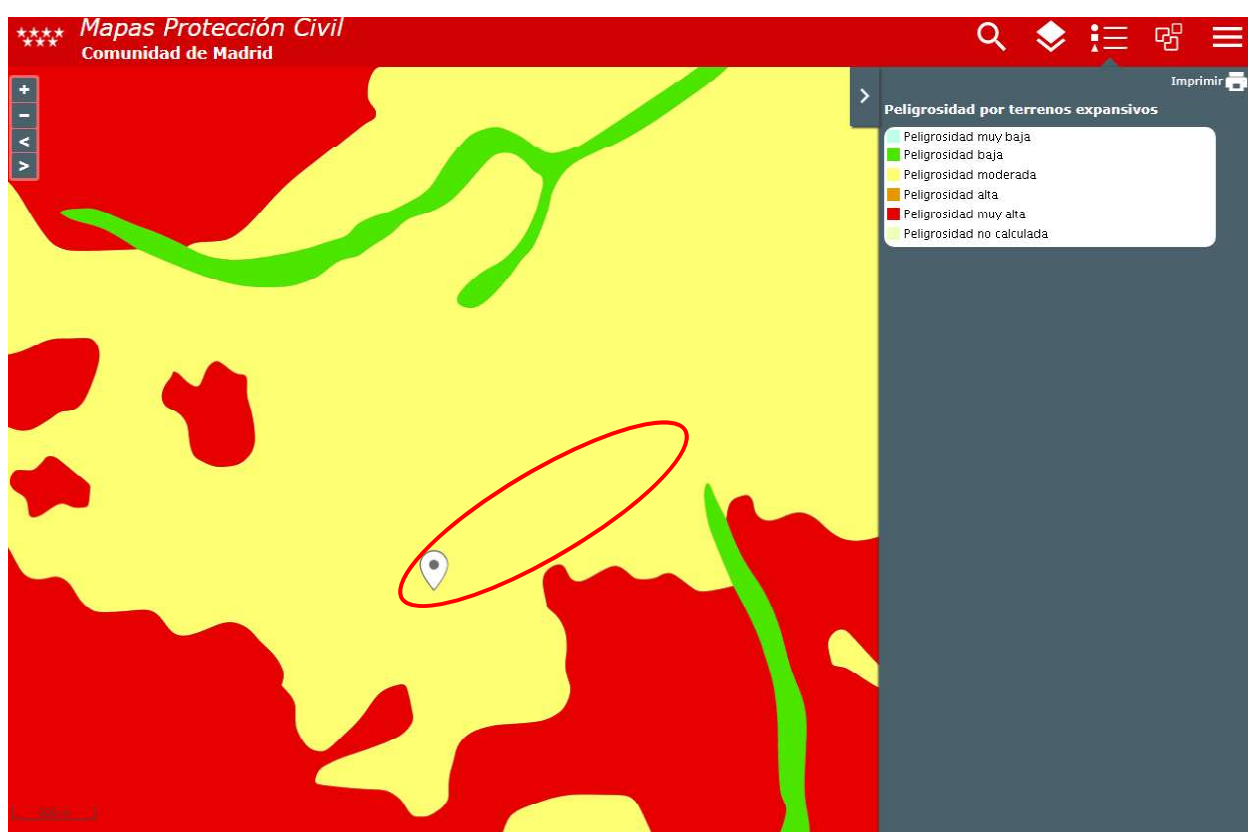 Mapas Protección Civil
Comunidad de Madrid
+
−
<
>
>
Imprimir
Peligrosidad por terrenos expansivos
Peligrosidad muy baja
Peligrosidad baja
Peligrosidad moderada
Peligrosidad alta
Peligrosidad muy alta
Peligrosidad no calculada